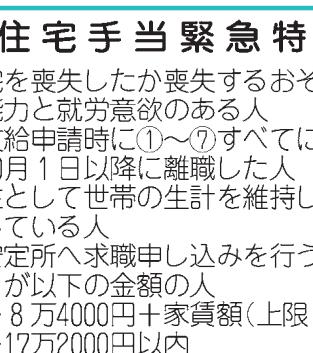 住宅手当緊急特
宅を喪失したか喪失するおそ
能力と就労意欲のある人
支給申請時に①～⑦すべてに
月1日以降に離職した人
として世帯の生計を維持し
ている人
安定所へ求職申し込みを行う
が以下の金額の人
8万4000円＋家賃額（上限
17万2000円以内